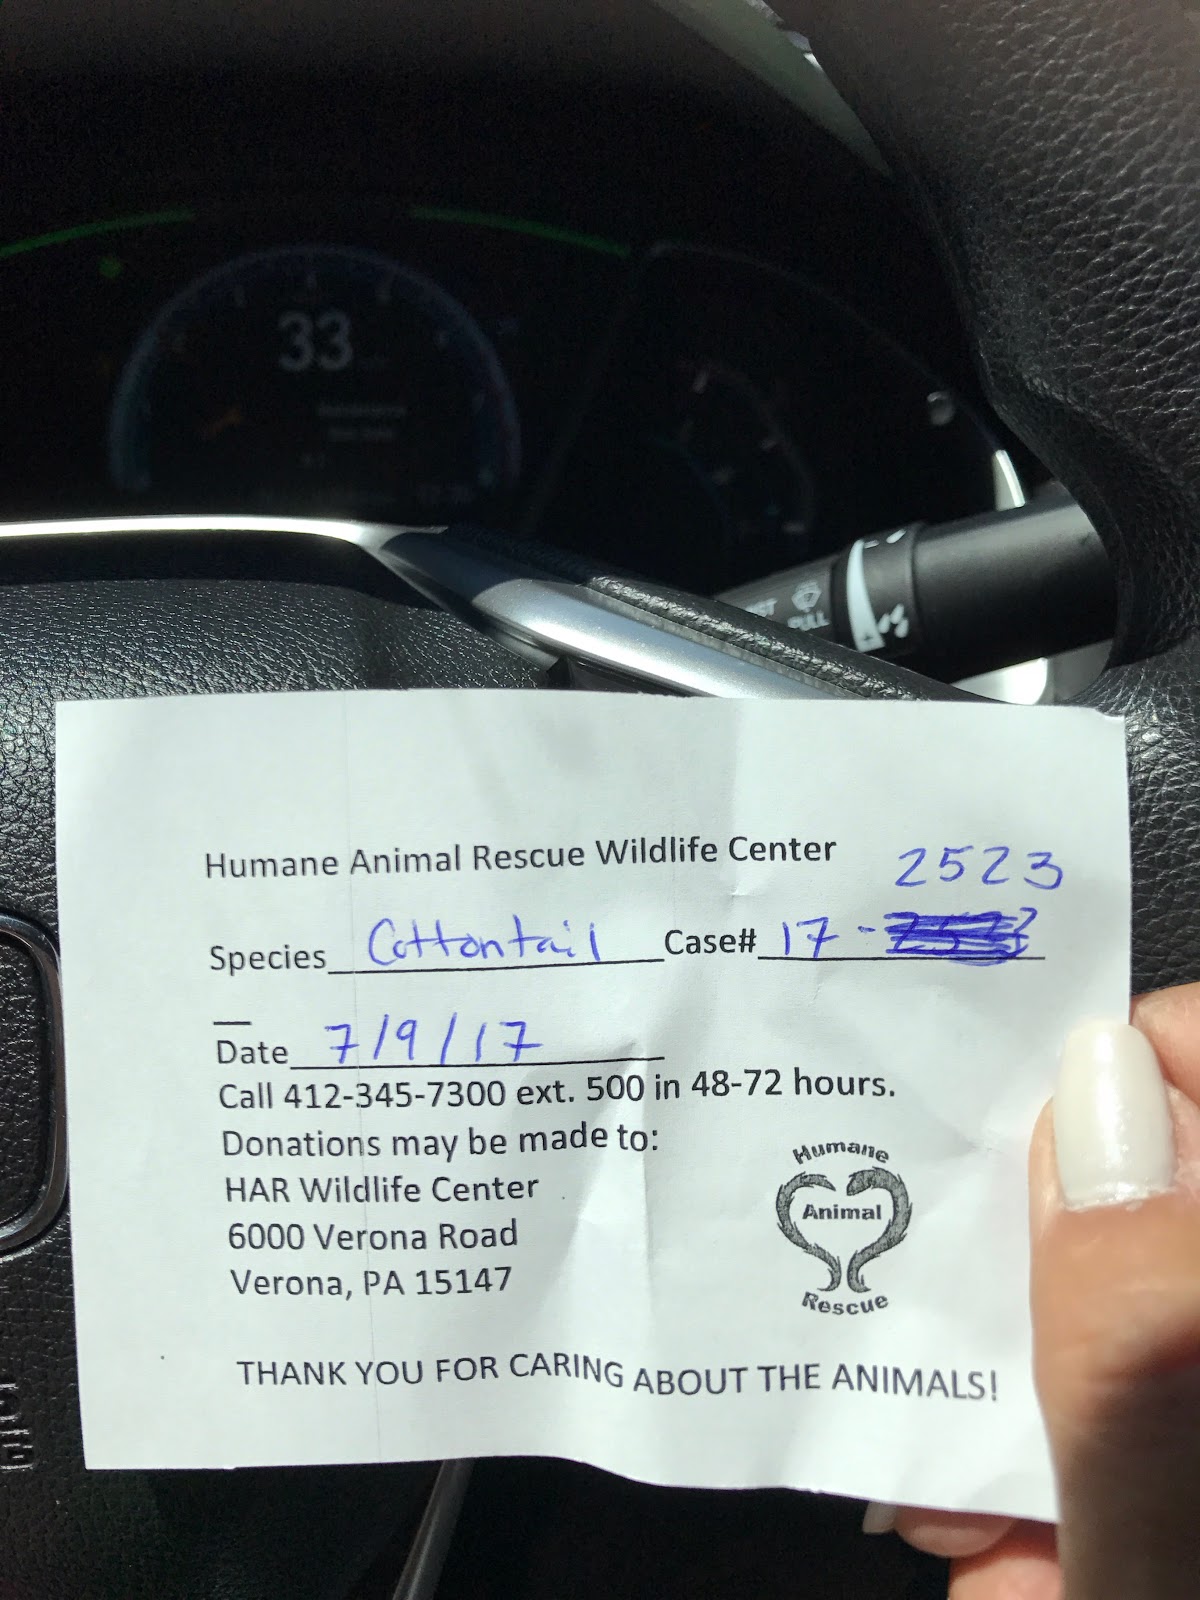 33
PULL
Humane Animal Rescue Wildlife Center
2523
Species Cottontail Case# 17-
Date 7/9/17
Call 412-345-7300 ext. 500 in 48-72 hours.
Donations may be made to:
HAR Wildlife Center
6000 Verona Road
Verona, PA 15147
Humane
Animal
Rescue
THANK YOU FOR CARING ABOUT THE ANIMALS!